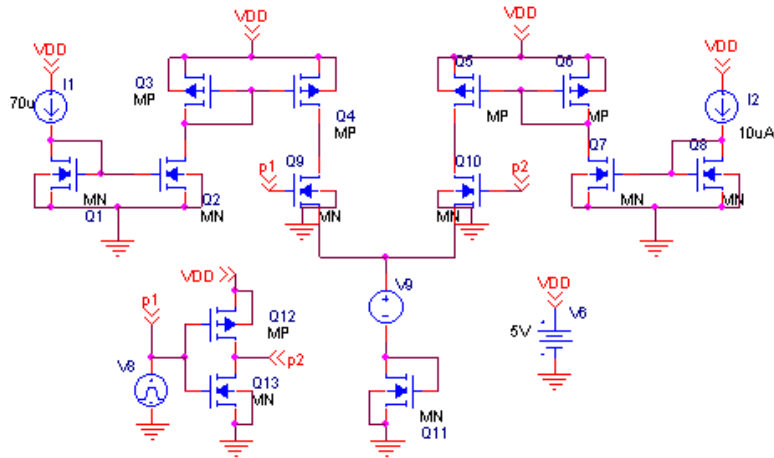 VDD
VDD
VDD
VDD
I1
70u
Q3
MP
Q4
MP
Q5
MP
Q6
MP
I2
10uA
MN
Q1
Q2
MN
p1
Q9
MN
Q10
MN
p2
Q7
MN
Q8
MN
VDD
p1
Q12
MP
p2
V8
Q13
MN
V9
MN
Q11
VDD
V6
5V